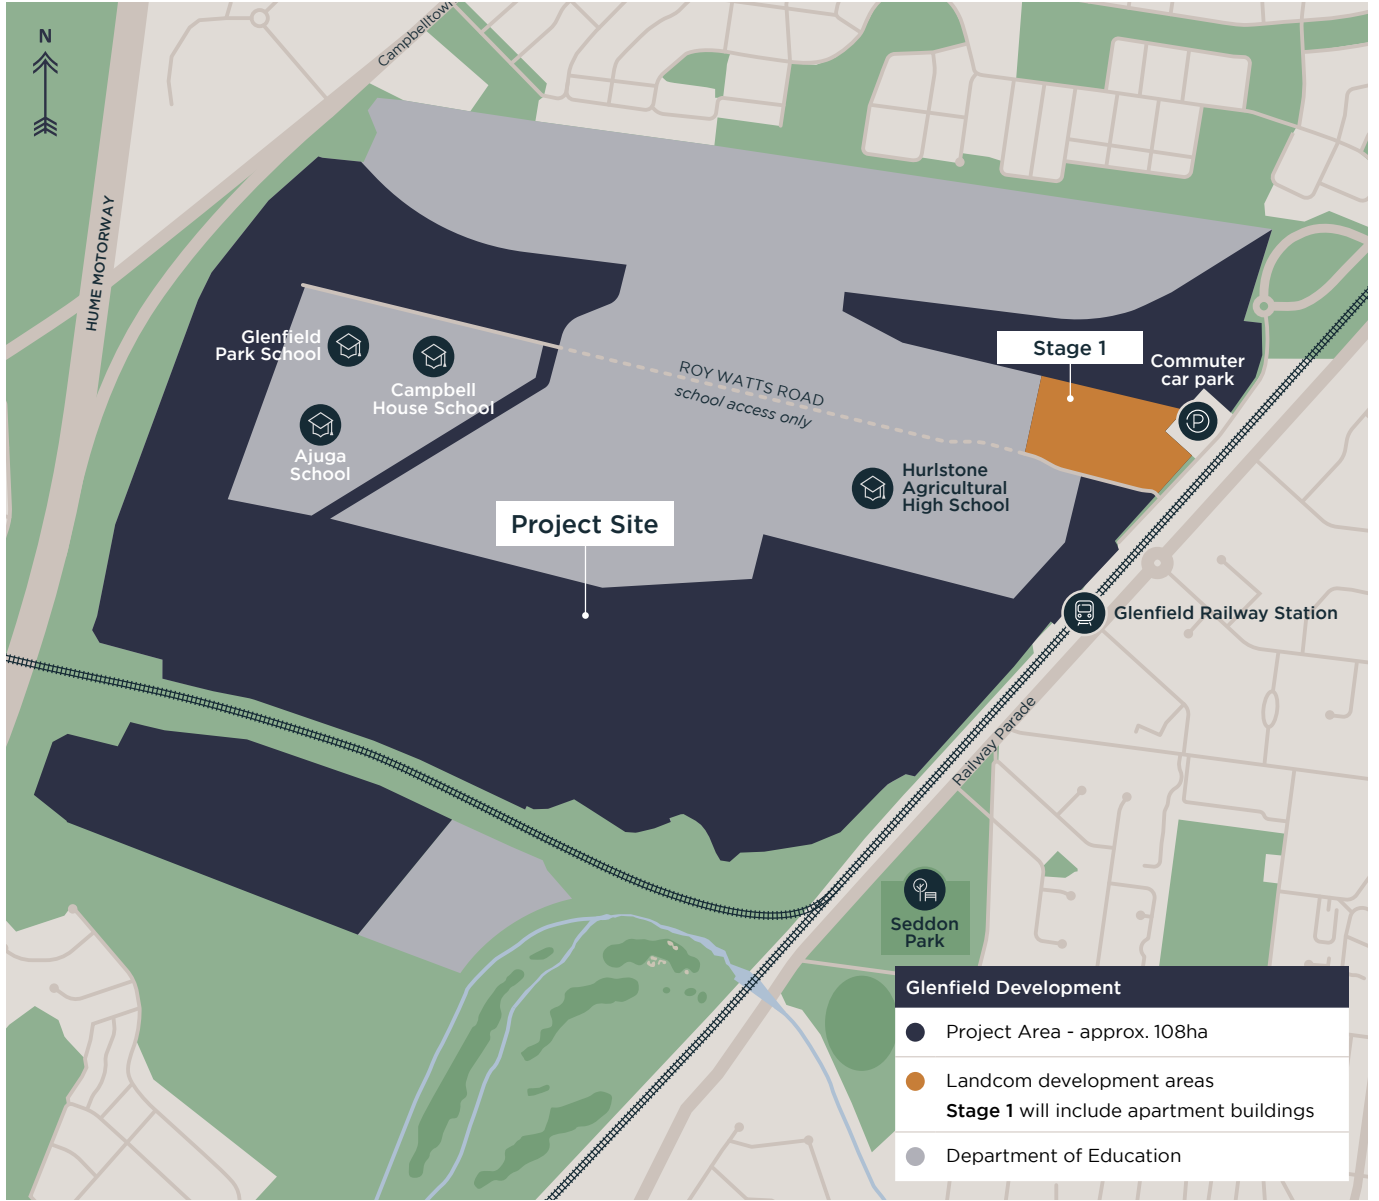 N
Campbelltown
HUME MOTORWAY
Glenfield
Park School
Campbell
House School
Ajuga
School
ROY WATTS ROAD
school access only
Stage 1
Commuter
car park
P
Hurlstone
Agricultural
High School
Project Site
Glenfield Railway Station
Railway Parade
Seddon
Park
Glenfield Development
Project Area - approx. 108ha
Landcom development areas
Stage 1 will include apartment buildings
Department of Education